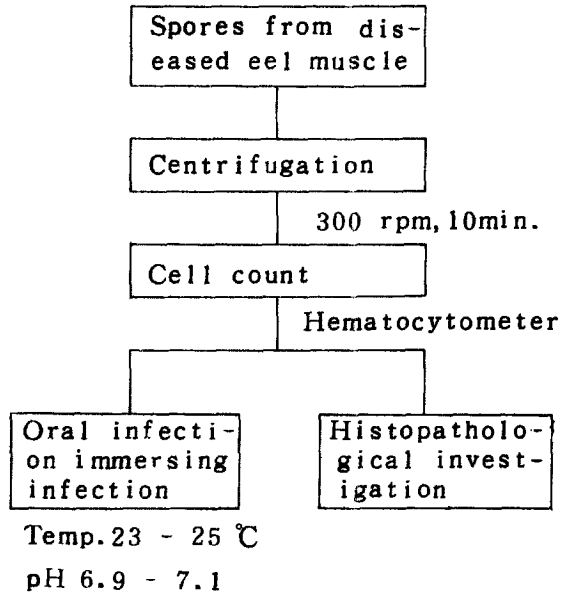 Spores from dis-
eased eel muscle
Centrifugation
300 rpm, 10min.
Cell count
Hematocytometer
Oral infecti-
on immersing
infection
Histopatholo-
gical invest-
igation
Temp. 23 - 25 ℃
pH 6.9 - 7.1